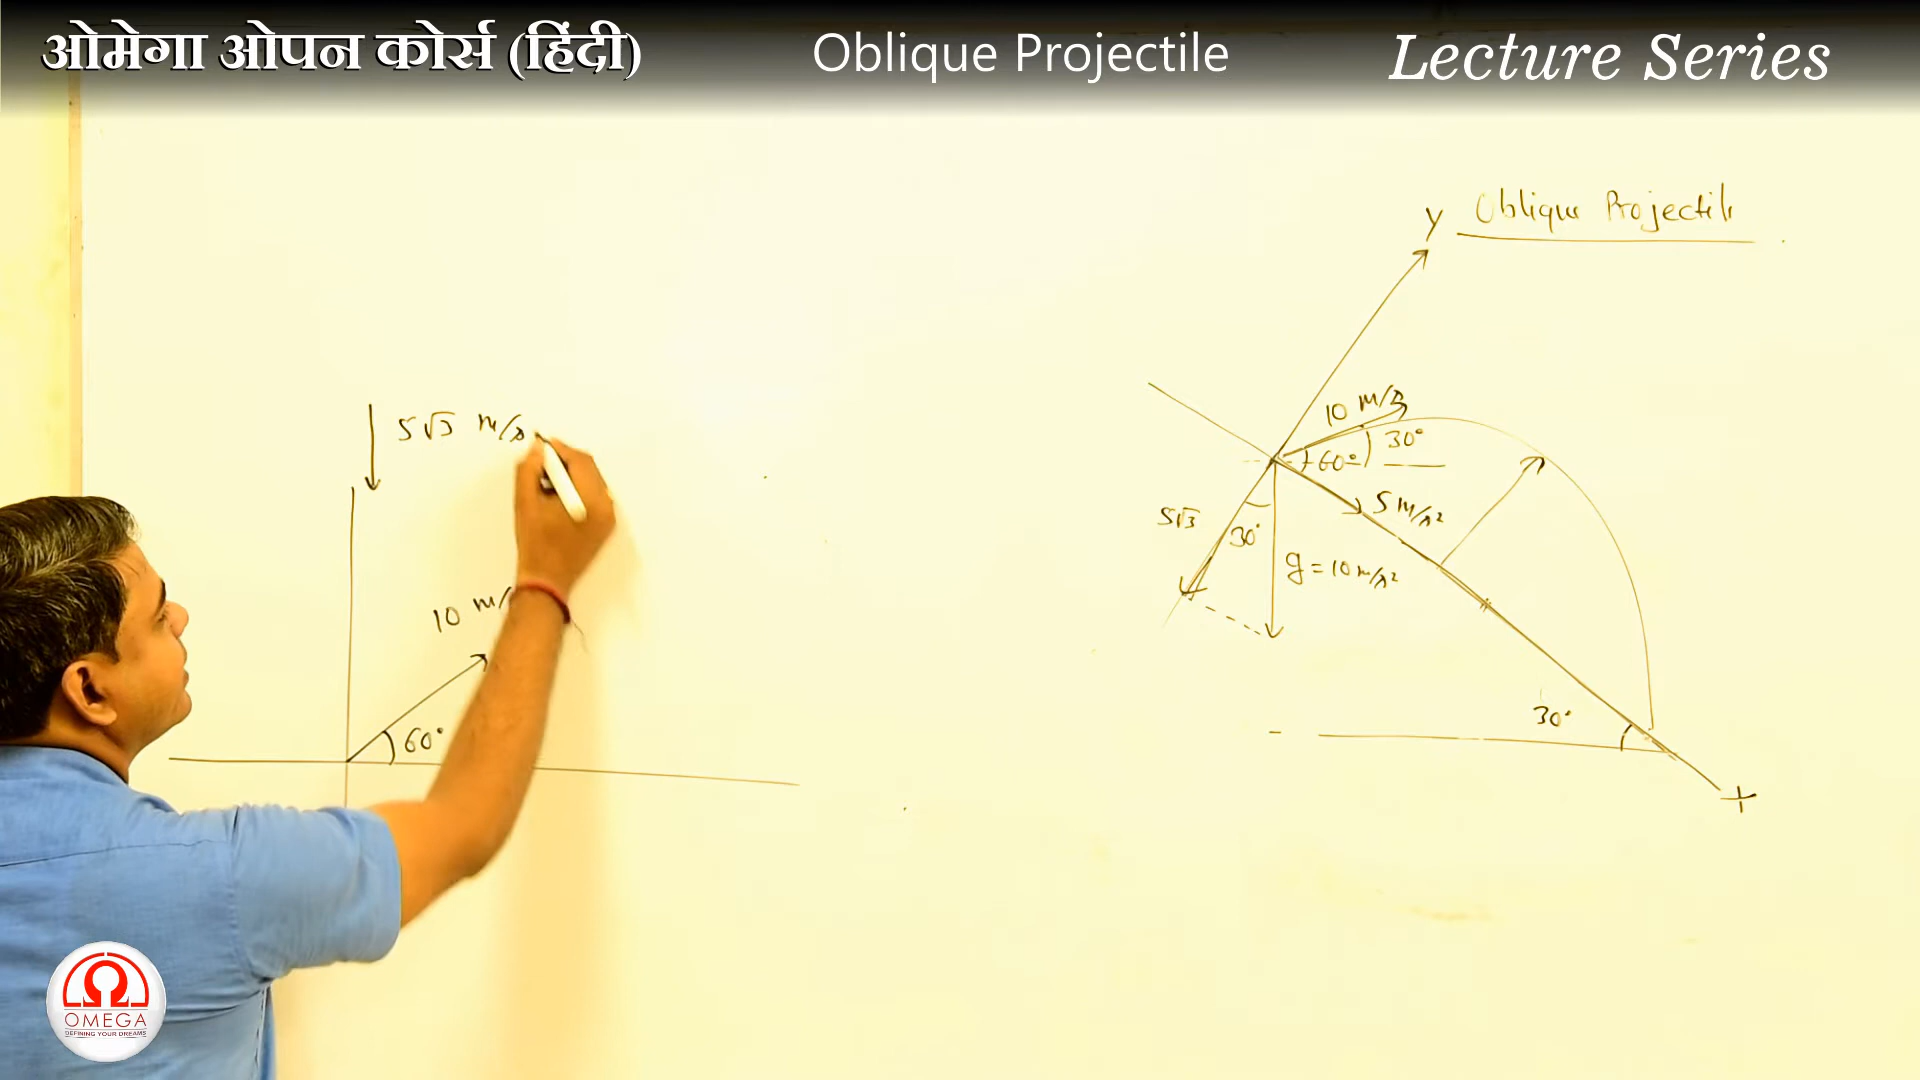 ओमेगा ओपन कोर्स (हिंदी)
Oblique Projectile
Lecture Series
y
Oblique Projectile
5√3 m/s
10 m/
60°
10 m/s
30°
60°
5 m/s²
5√3
30°
g = 10 m/s²
30°
x
Ω
OMEGA
DEFINING YOUR DREAMS